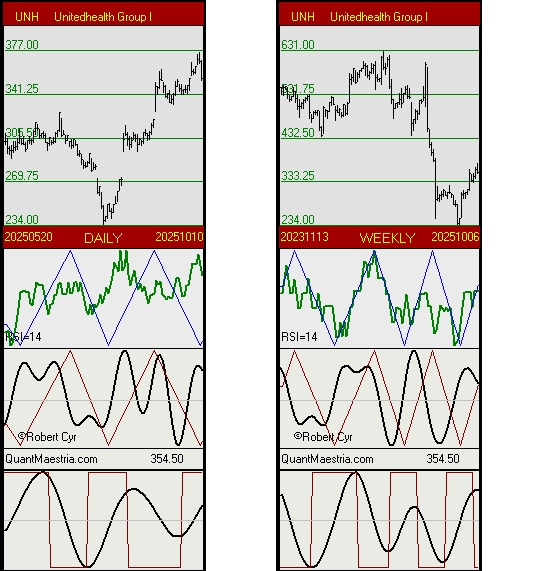 UNH Unitedhealth Group I
377.00
341.25
305.50
269.75
234.00
20250520 DAILY 20251010
RSI=14
©Robert Cyr
QuantMaestria.com 354.50
UNH Unitedhealth Group I
631.00
531.75
432.50
333.25
234.00
20231113 WEEKLY 20251006
RSI=14
©Robert Cyr
QuantMaestria.com 354.50